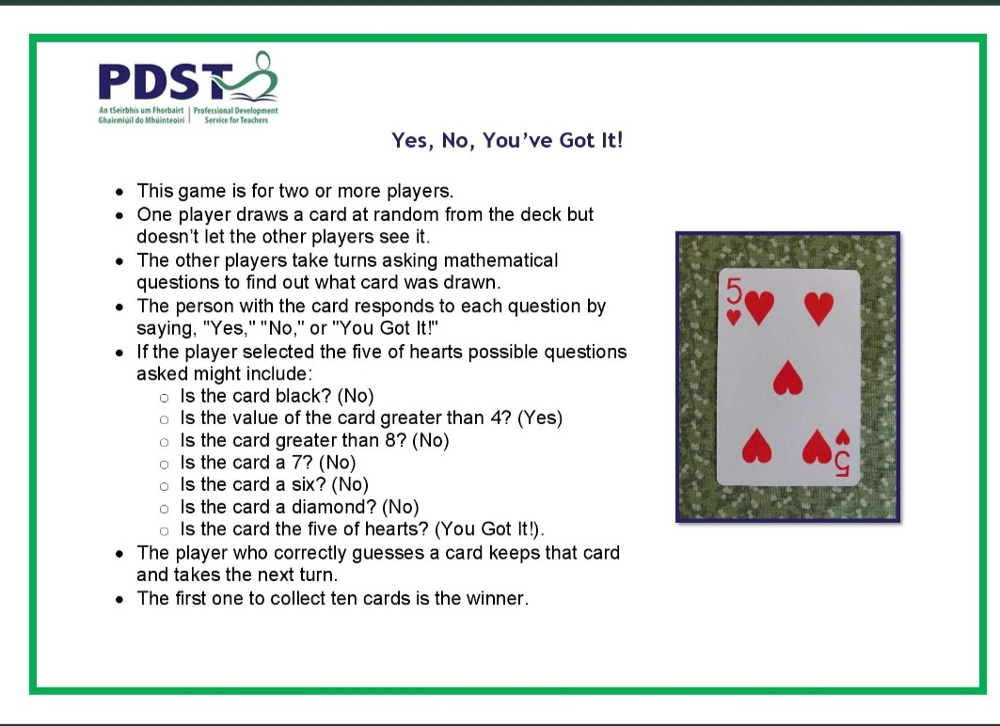 PDST
An tSeirbhís um Fhorbairt | Professional Development
Ghairmiúil do Mhúinteoirí | Service for Teachers
Yes, No, You've Got It!
• This game is for two or more players.
• One player draws a card at random from the deck but
doesn't let the other players see it.
• The other players take turns asking mathematical
questions to find out what card was drawn.
• The person with the card responds to each question by
saying, "Yes," "No," or "You Got It!"
• If the player selected the five of hearts possible questions
asked might include:
○ Is the card black? (No)
○ Is the value of the card greater than 4? (Yes)
○ Is the card greater than 8? (No)
○ Is the card a 7? (No)
○ Is the card a six? (No)
○ Is the card a diamond? (No)
○ Is the card the five of hearts? (You Got It!).
• The player who correctly guesses a card keeps that card
and takes the next turn.
• The first one to collect ten cards is the winner.
5
5